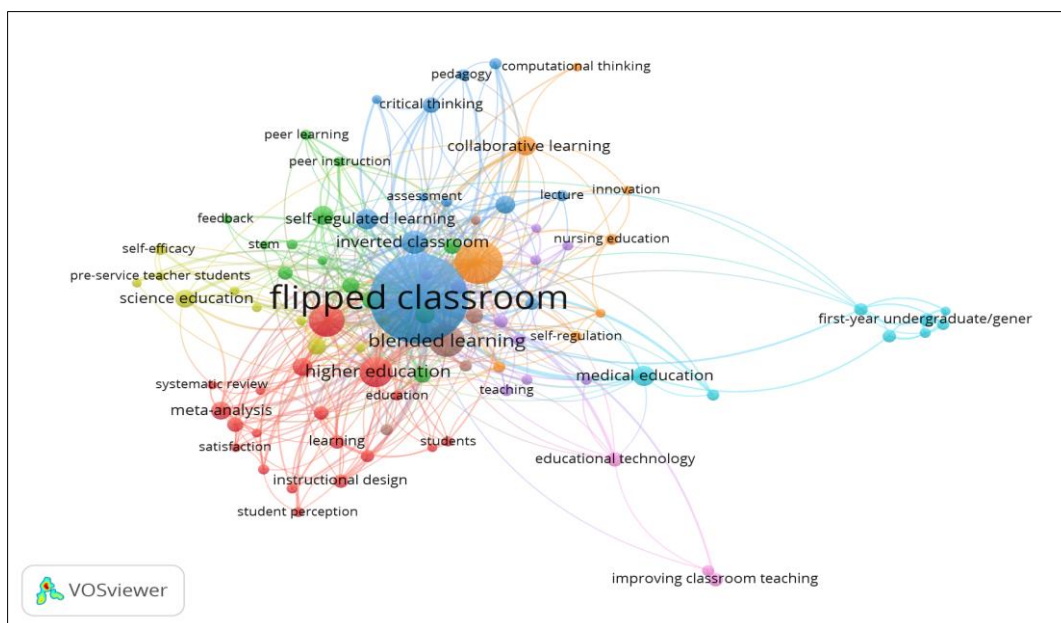 computational thinking
pedagogy
critical thinking
peer learning
collaborative learning
peer instruction
assessment
lecture
innovation
feedback
self-regulated learning
stem
inverted classroom
nursing education
self-efficacy
pre-service teacher students
science education
flipped classroom
first-year undergraduate/gener
self-regulation
blended learning
higher education
medical education
systematic review
education
teaching
meta-analysis
satisfaction
learning
students
educational technology
instructional design
student perception
improving classroom teaching
VOSviewer